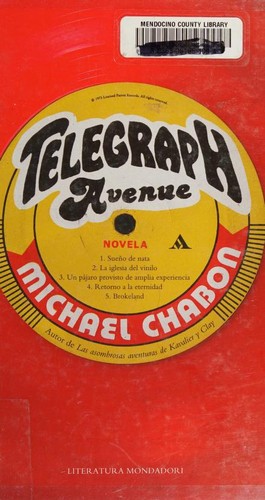 MENDOCINO COUNTY LIBRARY
TELEGRAPH
Avenue
NOVELA
1. Sueño de nata
2. La iglesia del vinilo
3. Un pájaro provisto de amplia experiencia
4. Retorno a la eternidad
5. Brokeland
MICHAEL CHABON
Autor de Las asombrosas aventuras de Kavalier y Clay
LITERATURA MONDADORI